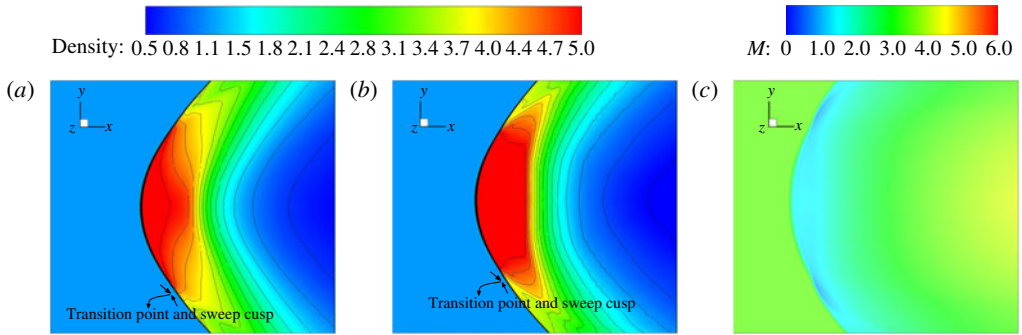 Density: 0.5 0.8 1.1 1.5 1.8 2.1 2.4 2.8 3.1 3.4 3.7 4.0 4.4 4.7 5.0
M: 0 1.0 2.0 3.0 4.0 5.0 6.0
(a)
y
z x
Transition point and sweep cusp
(b)
y
z x
Transition point and sweep cusp
(c)
y
z x